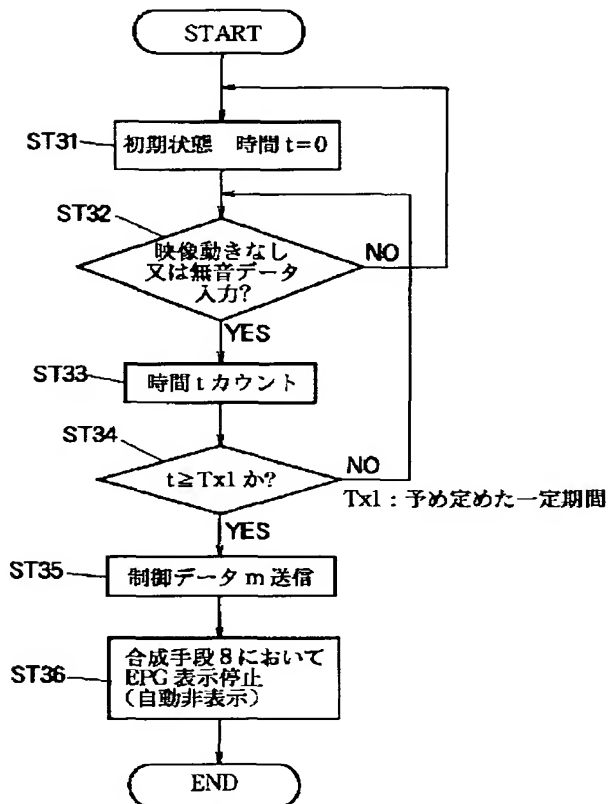 START
ST31
初期状態 時間 t=0
ST32
映像動きなし
又は無音データ
入力?
NO
YES
ST33
時間 t カウント
ST34
t≧Tx1 か?
NO
Tx1:予め定めた一定期間
YES
ST35
制御データ m 送信
ST36
合成手段 8 において
EPG 表示停止
(自動非表示)
END